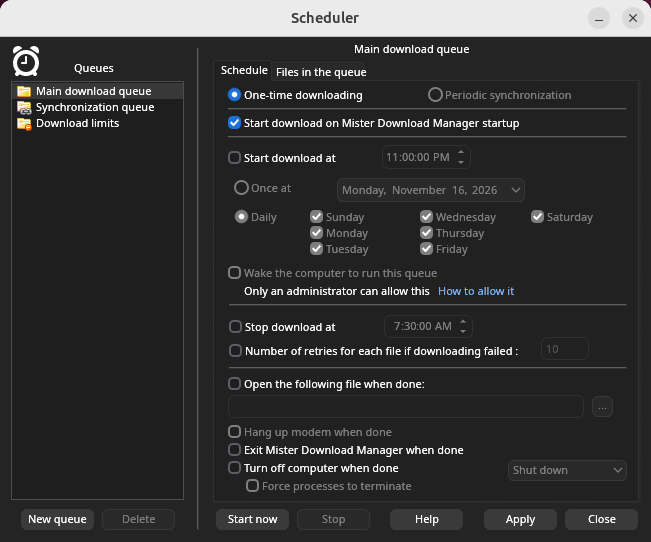 Scheduler
Main download queue
Queues
Main download queue
Synchronization queue
Download limits
New queue
Delete
Schedule
Files in the queue
One-time downloading
Periodic synchronization
Start download on Mister Download Manager startup
Start download at
11:00:00 PM
Once at
Monday, November 16, 2026
Daily
Sunday
Wednesday
Saturday
Monday
Thursday
Tuesday
Friday
Wake the computer to run this queue
Only an administrator can allow this How to allow it
Stop download at
7:30:00 AM
Number of retries for each file if downloading failed :
10
Open the following file when done:
...
Hang up modem when done
Exit Mister Download Manager when done
Turn off computer when done
Shut down
Force processes to terminate
Start now
Stop
Help
Apply
Close